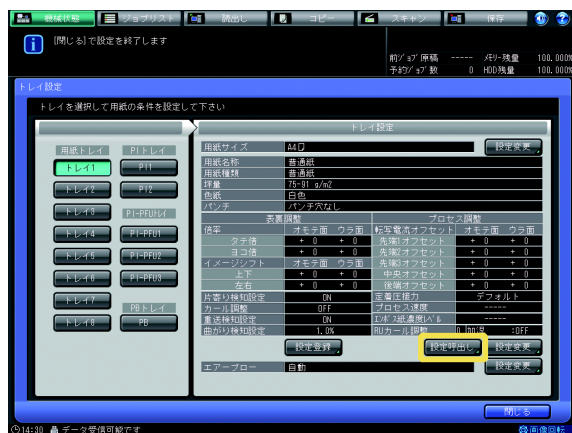 機械状態 ジョブリスト 読出し コピー スキャン 保存
[閉じる]で設定を終了します
前ジョブ原稿 ----- メモリー残量 100.000%
予約ジョブ数 0 HDD残量 100.000%
トレイ設定
トレイを選択して用紙の条件を設定して下さい
トレイ設定
用紙トレイ PIトレイ
トレイ1 PI1
トレイ2 PI2
トレイ3 PI-PFUトレイ
トレイ4 PI-PFU1
トレイ5 PI-PFU2
トレイ6 PI-PFU3
トレイ7 PBトレイ
トレイ8 PB
用紙サイズ A4 設定変更
用紙名称 普通紙
用紙種類 普通紙
坪量 75-91 g/m2
色紙 白色
パンチ パンチ穴なし
表裏調整 プロセス調整
倍率 オモテ面 ウラ面 転写電流オフセット オモテ面 ウラ面
タテ倍 + 0 + 0 先端1オフセット + 0 + 0
ヨコ倍 + 0 + 0 先端2オフセット + 0 + 0
イメージシフト オモテ面 ウラ面 先端3オフセット + 0 + 0
上下 + 0 + 0 中央オフセット + 0 + 0
左右 + 0 + 0 後端オフセット + 0 + 0
片寄り検知設定 ON 定着圧接力 デフォルト
カール調整 OFF プロセス速度 -----
重送検知設定 ON エンボス紙濃度レベル -----
曲がり検知設定 1.0% RUカール調整 0 加湿 :OFF
設定登録 設定呼出し 設定変更
エアーブロー 自動 設定変更
閉じる
14:30 データ受信可能です 画像回転